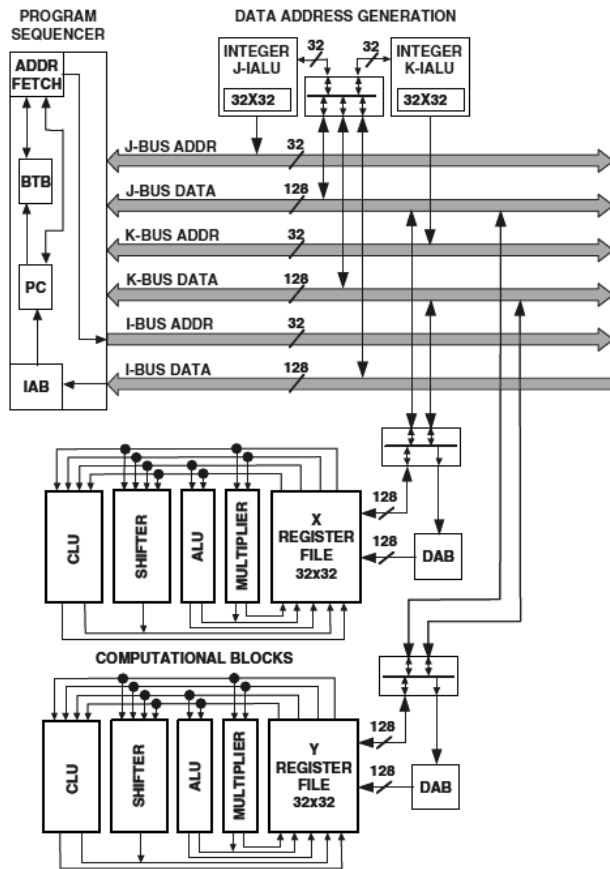 PROGRAM
SEQUENCER
DATA ADDRESS GENERATION
ADDR
FETCH
BTB
PC
IAB
INTEGER
J-IALU
32X32
32
32
INTEGER
K-IALU
32X32
J-BUS ADDR
32
J-BUS DATA
128
K-BUS ADDR
32
K-BUS DATA
128
I-BUS ADDR
32
I-BUS DATA
128
CLU
SHIFTER
ALU
MULTIPLIER
X
REGISTER
FILE
32x32
128
128
DAB
COMPUTATIONAL BLOCKS
CLU
SHIFTER
ALU
MULTIPLIER
Y
REGISTER
FILE
32x32
128
128
DAB